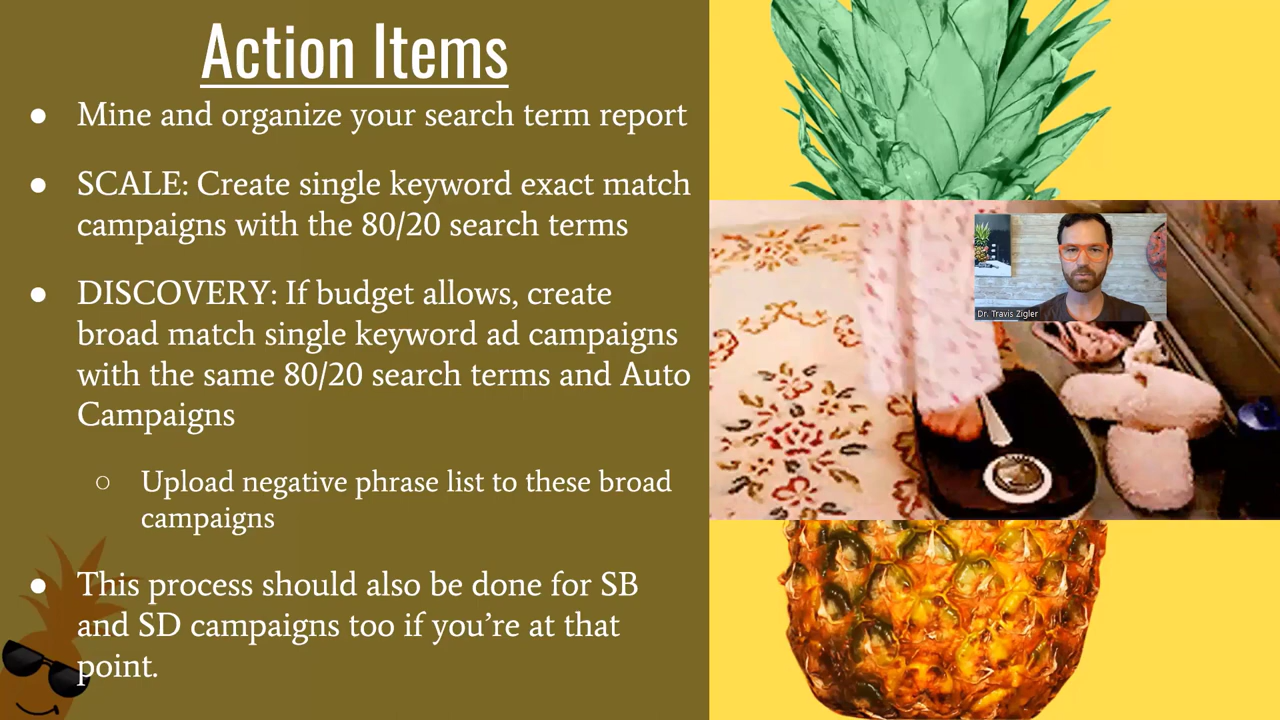 Action Items
● Mine and organize your search term report
● SCALE: Create single keyword exact match
campaigns with the 80/20 search terms
● DISCOVERY: If budget allows, create
broad match single keyword ad campaigns
with the same 80/20 search terms and Auto
Campaigns
○ Upload negative phrase list to these broad
campaigns
● This process should also be done for SB
and SD campaigns too if you’re at that
point.
Dr. Travis Zigler